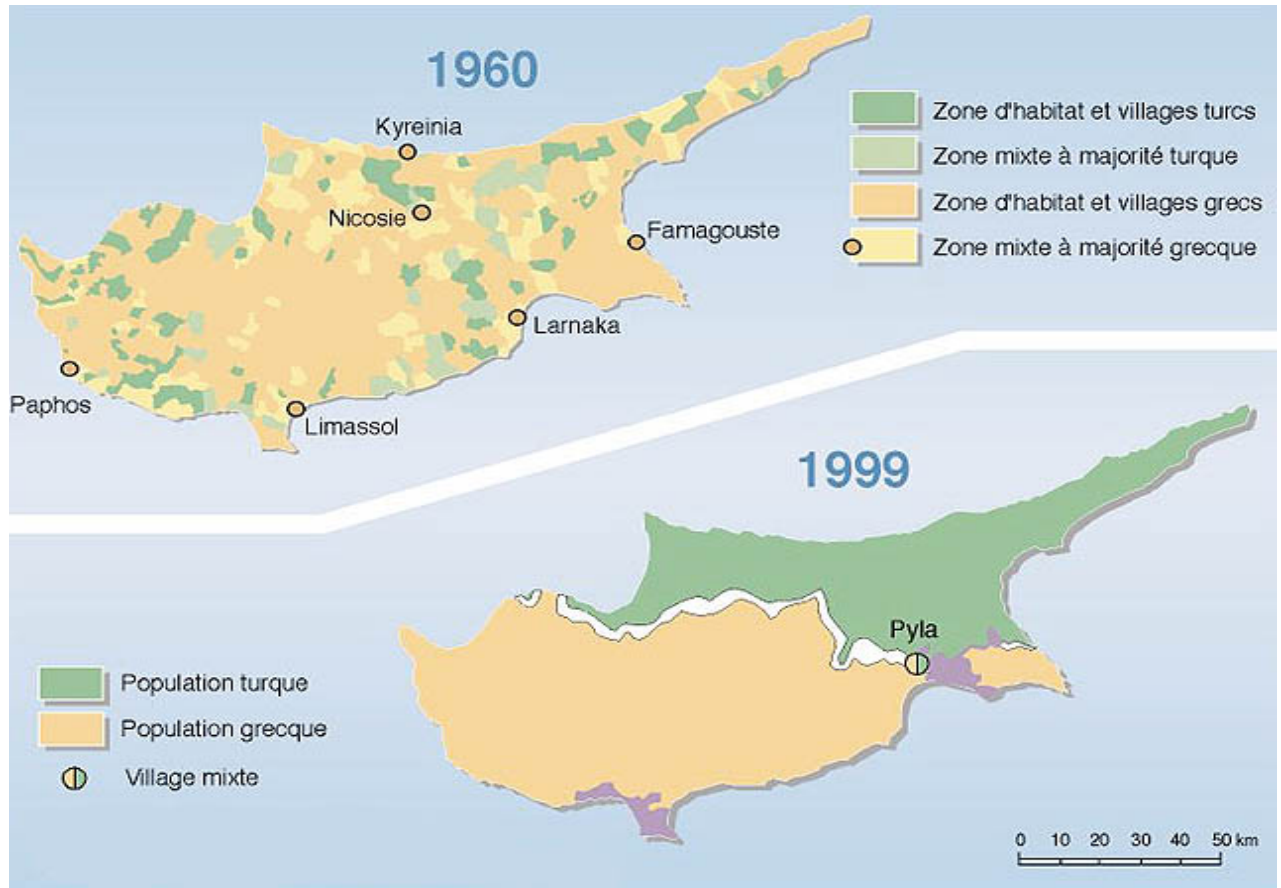 1960
Kyreinia
Nicosie
Famagouste
Larnaka
Paphos
Limassol
Zone d'habitat et villages turcs
Zone mixte à majorité turque
Zone d'habitat et villages grecs
Zone mixte à majorité grecque
1999
Pyla
Population turque
Population grecque
Village mixte
0 10 20 30 40 50 km